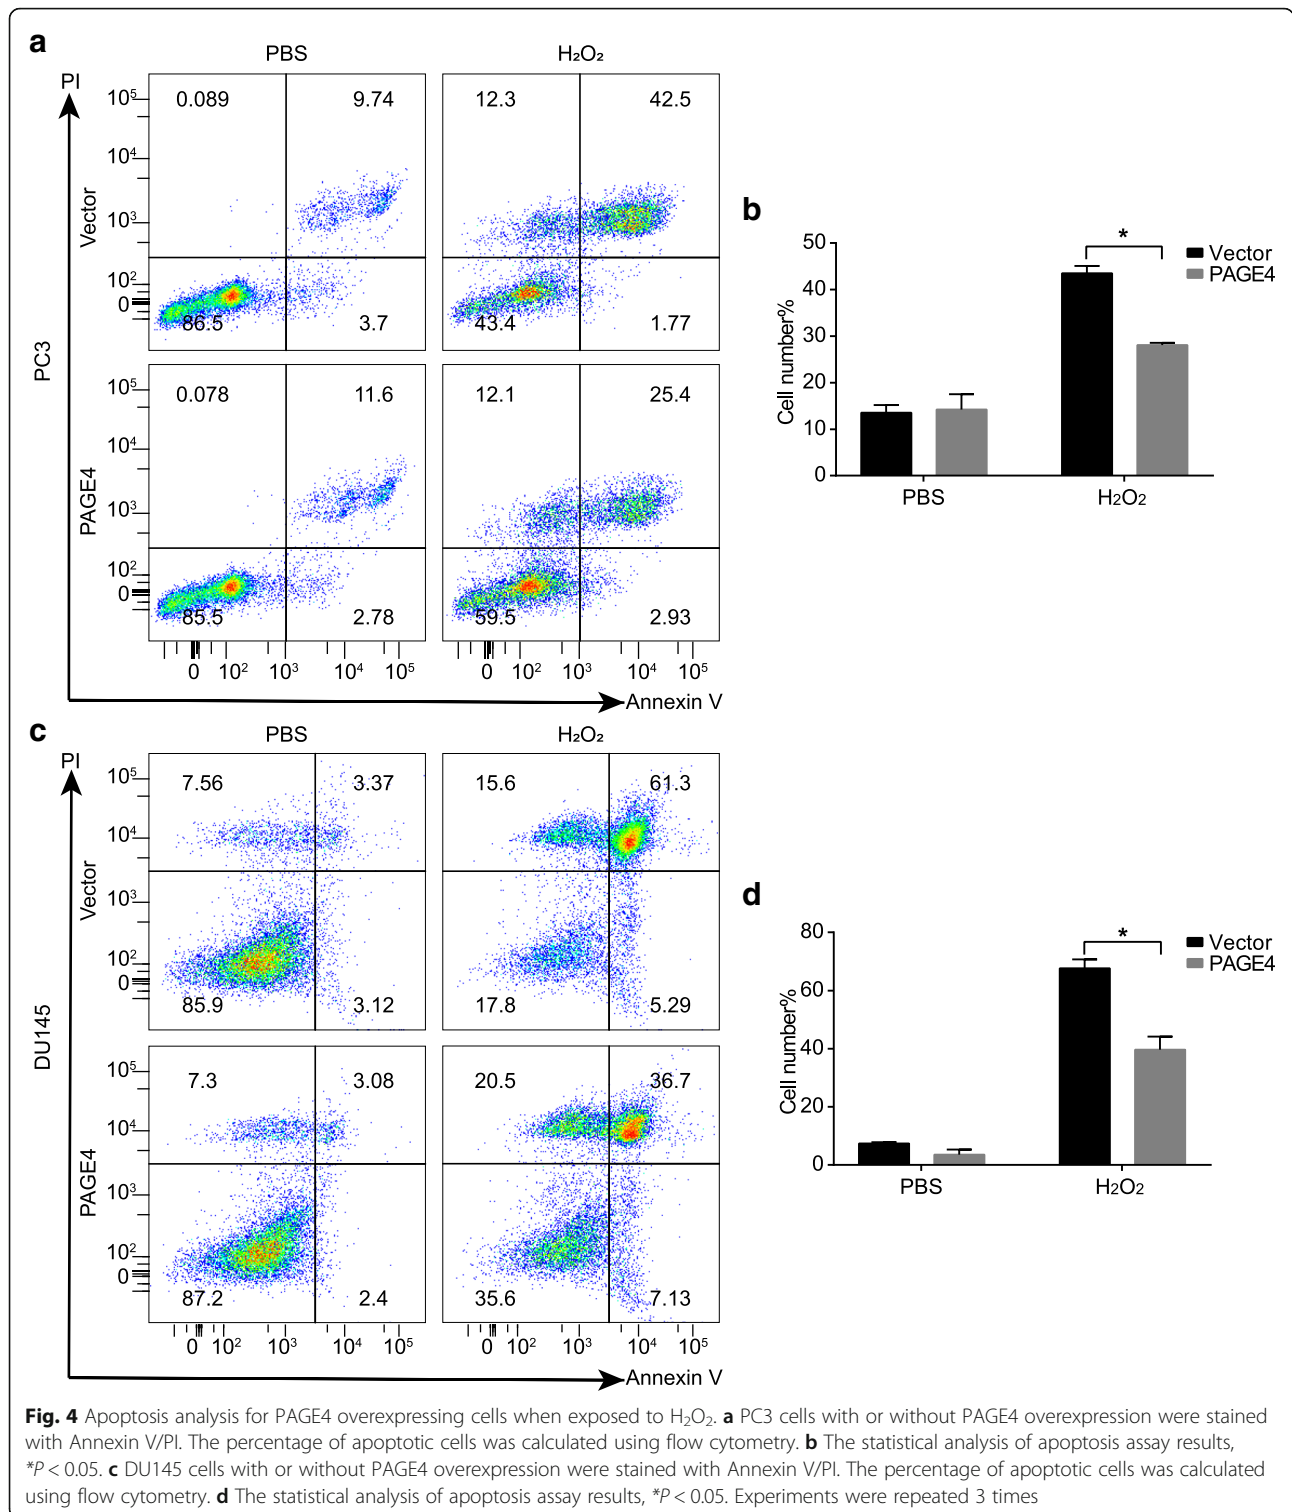 a
PBS
H₂O₂
PI
10⁵
0.089
9.74
12.3
42.5
10⁴
Vector
10³
10²
0
86.5
3.7
43.4
1.77
PC3
10⁵
0.078
11.6
12.1
25.4
10⁴
PAGE4
10³
10²
0
85.5
2.78
59.5
2.93
0 10² 10³ 10⁴ 10⁵
0 10² 10³ 10⁴ 10⁵
Annexin V
b
50
40
30
20
10
0
Cell number%
*
Vector
PAGE4
PBS
H₂O₂
c
PBS
H₂O₂
PI
10⁵
7.56
3.37
15.6
61.3
10⁴
Vector
10³
10²
0
85.9
3.12
17.8
5.29
DU145
10⁵
7.3
3.08
20.5
36.7
10⁴
PAGE4
10³
10²
0
87.2
2.4
35.6
7.13
0 10² 10³ 10⁴ 10⁵
0 10² 10³ 10⁴ 10⁵
Annexin V
d
80
60
40
20
0
Cell number%
*
Vector
PAGE4
PBS
H₂O₂
Fig. 4 Apoptosis analysis for PAGE4 overexpressing cells when exposed to H₂O₂. a PC3 cells with or without PAGE4 overexpression were stained
with Annexin V/PI. The percentage of apoptotic cells was calculated using flow cytometry. b The statistical analysis of apoptosis assay results,
*P < 0.05. c DU145 cells with or without PAGE4 overexpression were stained with Annexin V/PI. The percentage of apoptotic cells was calculated
using flow cytometry. d The statistical analysis of apoptosis assay results, *P < 0.05. Experiments were repeated 3 times